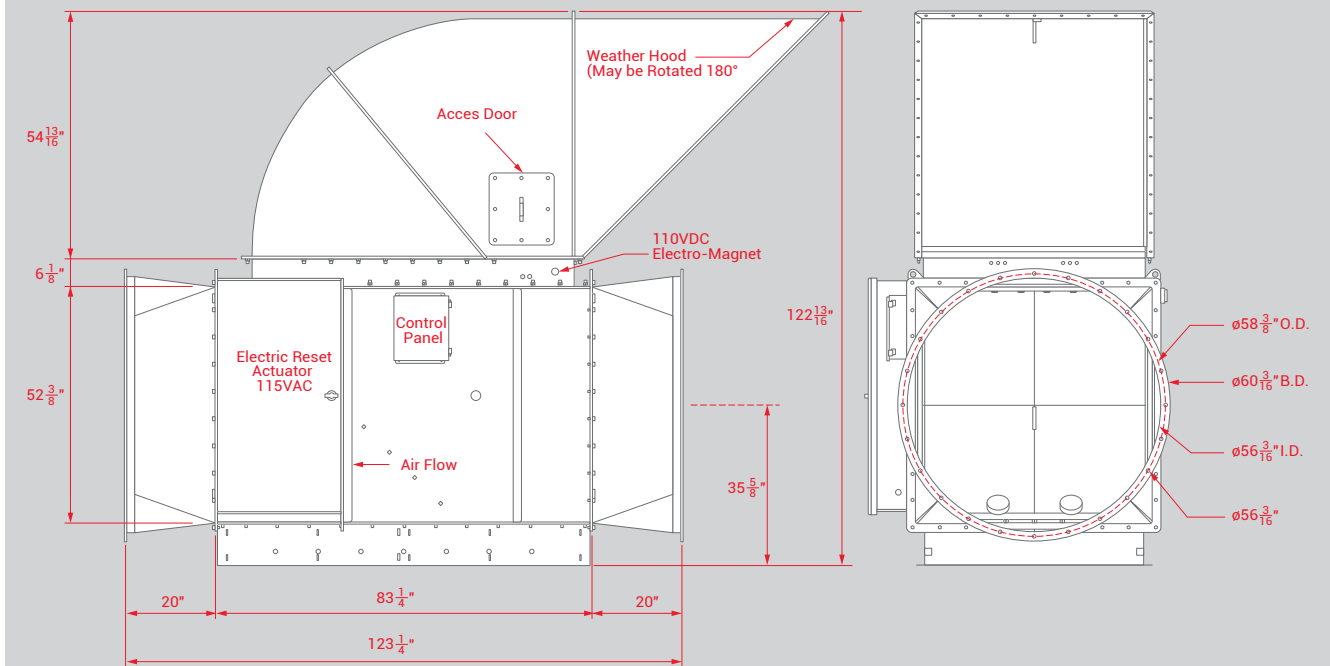 Weather Hood
(May be Rotated 180°
Acces Door
54 13/16"
110VDC
Electro-Magnet
6 1/8"
122 13/16"
Control
Panel
Electric Reset
Actuator
115VAC
52 3/8"
Air Flow
35 5/8"
ø58 3/8" O.D.
ø60 3/16" B.D.
ø56 3/16" I.D.
ø56 3/16"
20"
83 1/4"
20"
123 1/4"